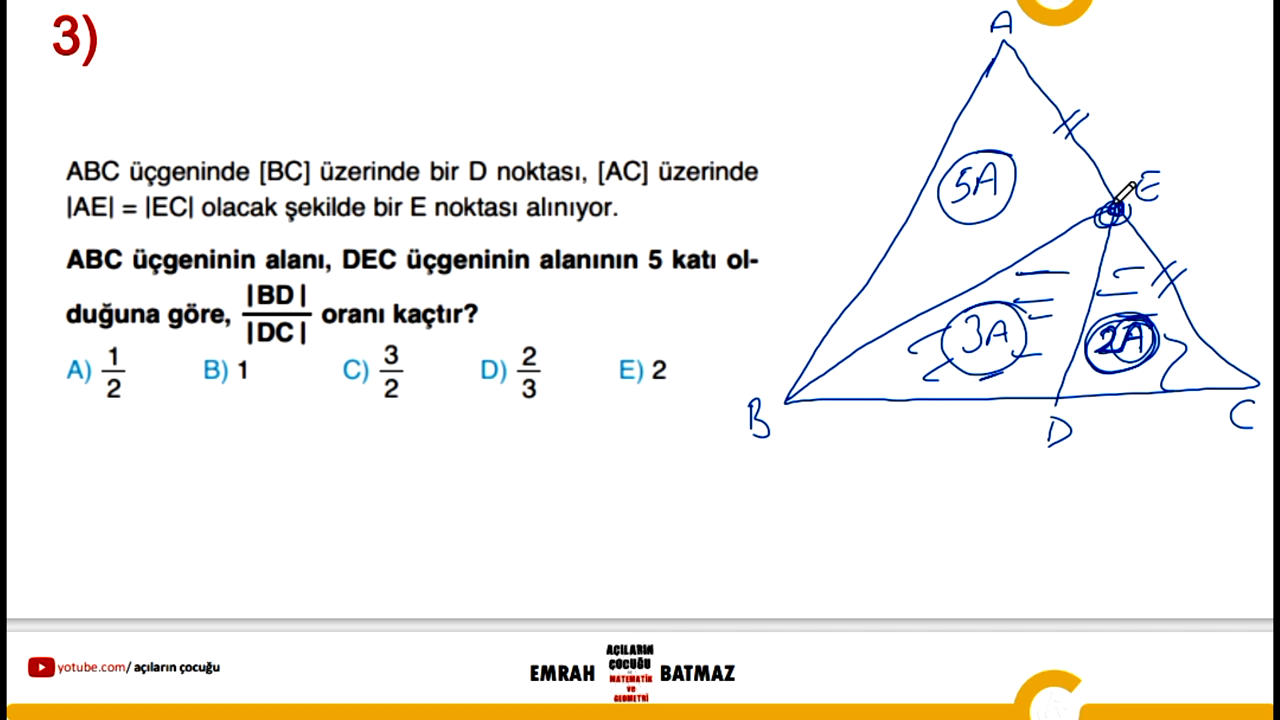 3)
ABC üçgeninde [BC] üzerinde bir D noktası, [AC] üzerinde
|AE| = |EC| olacak şekilde bir E noktası alınıyor.
ABC üçgeninin alanı, DEC üçgeninin alanının 5 katı ol-
duğuna göre, |BD| / |DC| oranı kaçtır?
A) 1/2 B) 1 C) 3/2 D) 2/3 E) 2
A
E
5A
3A
2A
B
D
C
yotube.com/ açıların çocuğu
EMRAH AÇILARIN ÇOCUĞU MATEMATİK ve GEOMETRİ BATMAZ